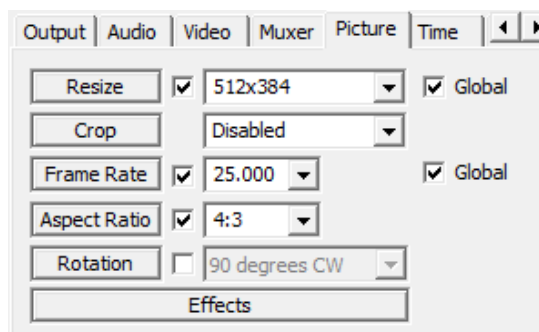 Output Audio Video Muxer Picture Time
Resize 512x384 Global
Crop Disabled
Frame Rate 25.000 Global
Aspect Ratio 4:3
Rotation 90 degrees CW
Effects